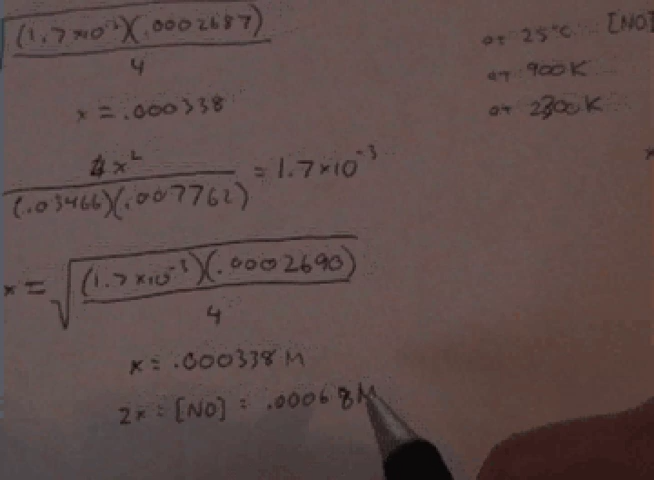 √(1.7×10⁻³)(.0002687)
4
x = .000338
4x²
(.03466)(.007762) = 1.7×10⁻³
x = √(1.7×10⁻³)(.0002690)
4
x = .000338 M
2x = [NO] = .00068 M
at 25°C [NO]
at 900K
at 2300K